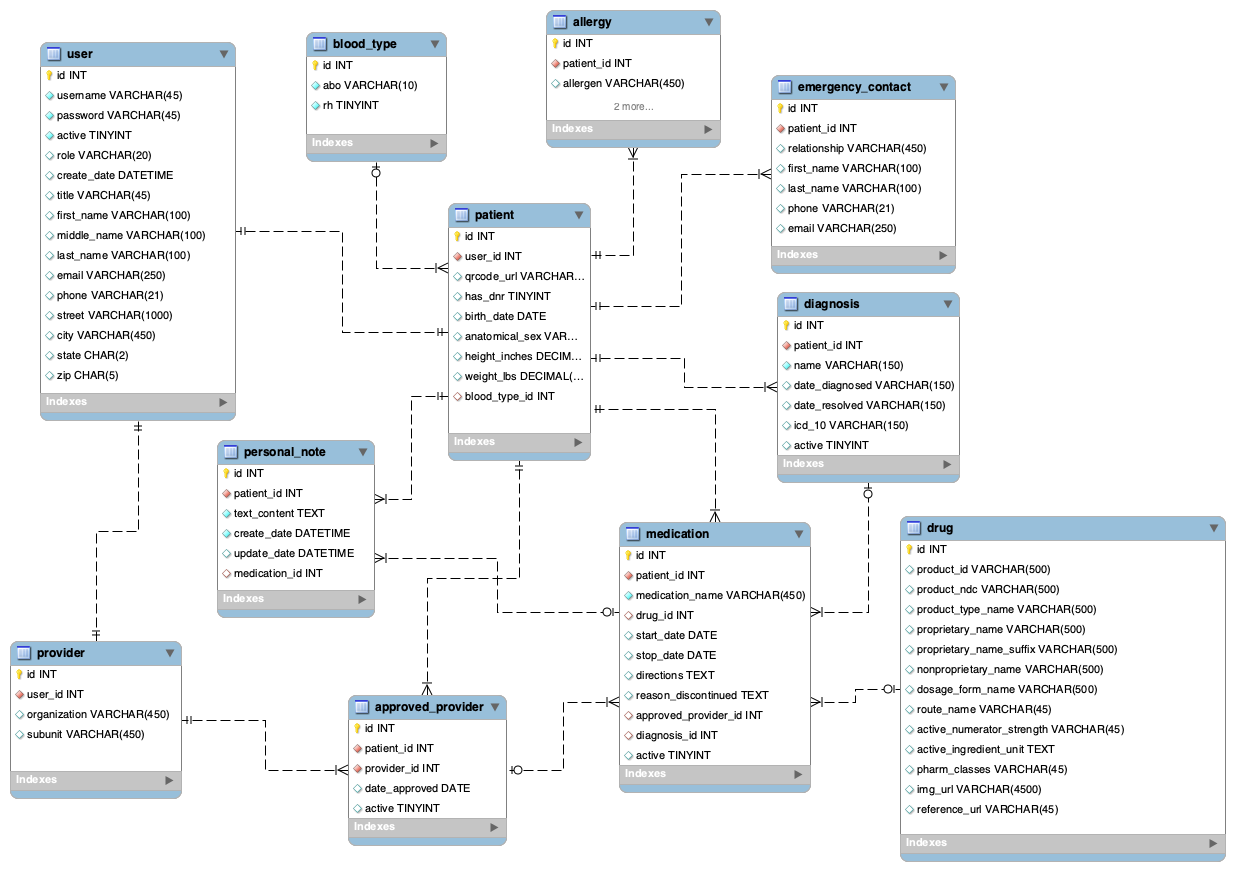 user
id INT
username VARCHAR(45)
password VARCHAR(45)
active TINYINT
role VARCHAR(20)
create_date DATETIME
title VARCHAR(45)
first_name VARCHAR(100)
middle_name VARCHAR(100)
last_name VARCHAR(100)
email VARCHAR(250)
phone VARCHAR(21)
street VARCHAR(1000)
city VARCHAR(450)
state CHAR(2)
zip CHAR(5)
Indexes
blood_type
id INT
abo VARCHAR(10)
rh TINYINT
Indexes
allergy
id INT
patient_id INT
allergen VARCHAR(450)
2 more...
Indexes
emergency_contact
id INT
patient_id INT
relationship VARCHAR(450)
first_name VARCHAR(100)
last_name VARCHAR(100)
phone VARCHAR(21)
email VARCHAR(250)
Indexes
patient
id INT
user_id INT
qrcode_url VARCHAR...
has_dnr TINYINT
birth_date DATE
anatomical_sex VAR...
height_inches DECIM...
weight_lbs DECIMAL(...
blood_type_id INT
Indexes
diagnosis
id INT
patient_id INT
name VARCHAR(150)
date_diagnosed VARCHAR(150)
date_resolved VARCHAR(150)
icd_10 VARCHAR(150)
active TINYINT
Indexes
personal_note
id INT
patient_id INT
text_content TEXT
create_date DATETIME
update_date DATETIME
medication_id INT
Indexes
medication
id INT
patient_id INT
medication_name VARCHAR(450)
drug_id INT
start_date DATE
stop_date DATE
directions TEXT
reason_discontinued TEXT
approved_provider_id INT
diagnosis_id INT
active TINYINT
Indexes
drug
id INT
product_id VARCHAR(500)
product_ndc VARCHAR(500)
product_type_name VARCHAR(500)
proprietary_name VARCHAR(500)
proprietary_name_suffix VARCHAR(500)
nonproprietary_name VARCHAR(500)
dosage_form_name VARCHAR(500)
route_name VARCHAR(45)
active_numerator_strength VARCHAR(45)
active_ingredient_unit TEXT
pharm_classes VARCHAR(45)
img_url VARCHAR(4500)
reference_url VARCHAR(45)
Indexes
provider
id INT
user_id INT
organization VARCHAR(450)
subunit VARCHAR(450)
Indexes
approved_provider
id INT
patient_id INT
provider_id INT
date_approved DATE
active TINYINT
Indexes